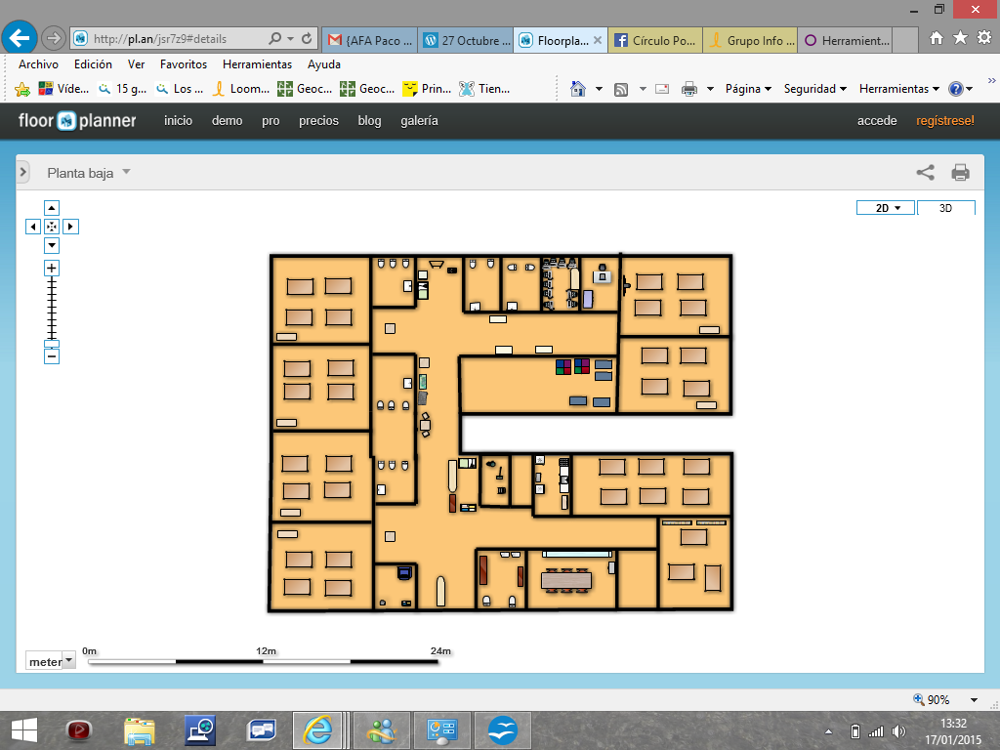 http://pl.an/jsr7z9#details
{AFA Paco ...
27 Octubre ...
Floorpla...
Círculo Po...
Grupo Info ...
Herramient...
Archivo Edición Ver Favoritos Herramientas Ayuda
Víde... 15 g... Los ... Loom... Geoc... Geoc... Prin... Tien... Página Seguridad Herramientas
floor planner inicio demo pro precios blog galería accede regístrese!
Planta baja
2D 3D
0m 12m 24m
meter
90%
13:32
17/01/2015